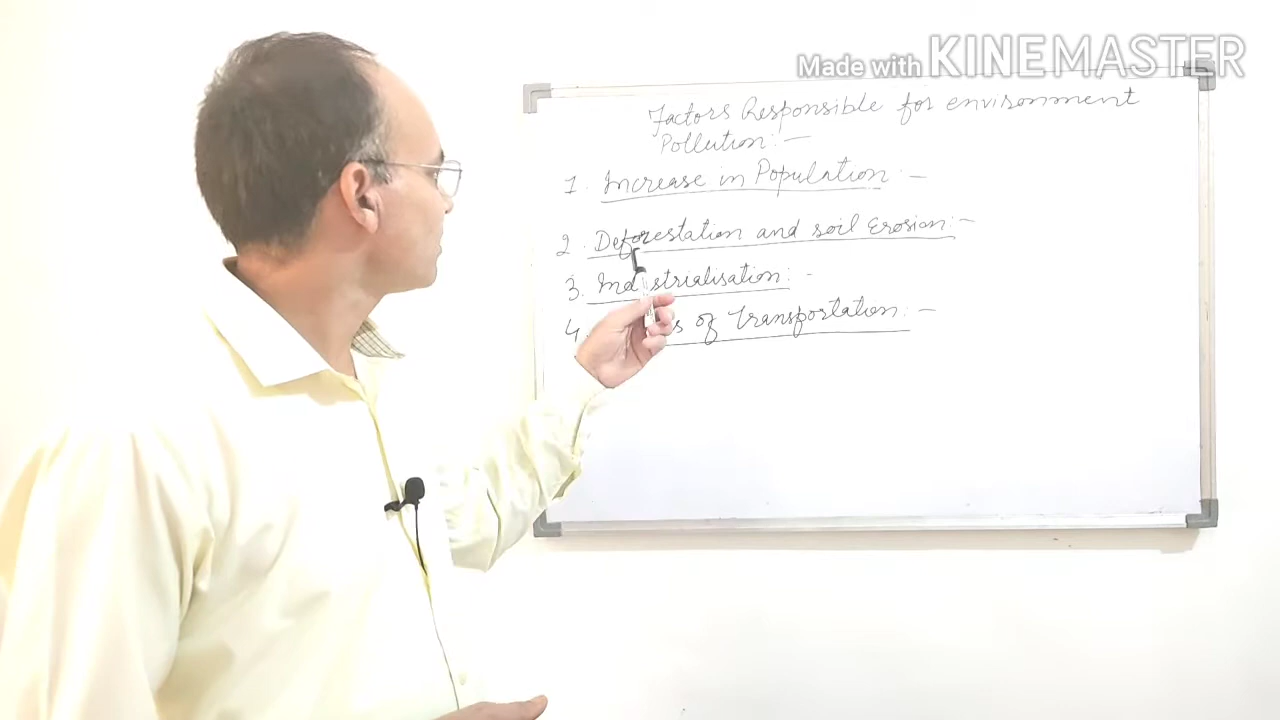 Made with KINEMASTER
Factors Responsible for environment
Pollution:-
1. Increase in Population:-
2. Deforestation and soil Erosion:-
3. Industrialisation:-
4. of Transportation:-